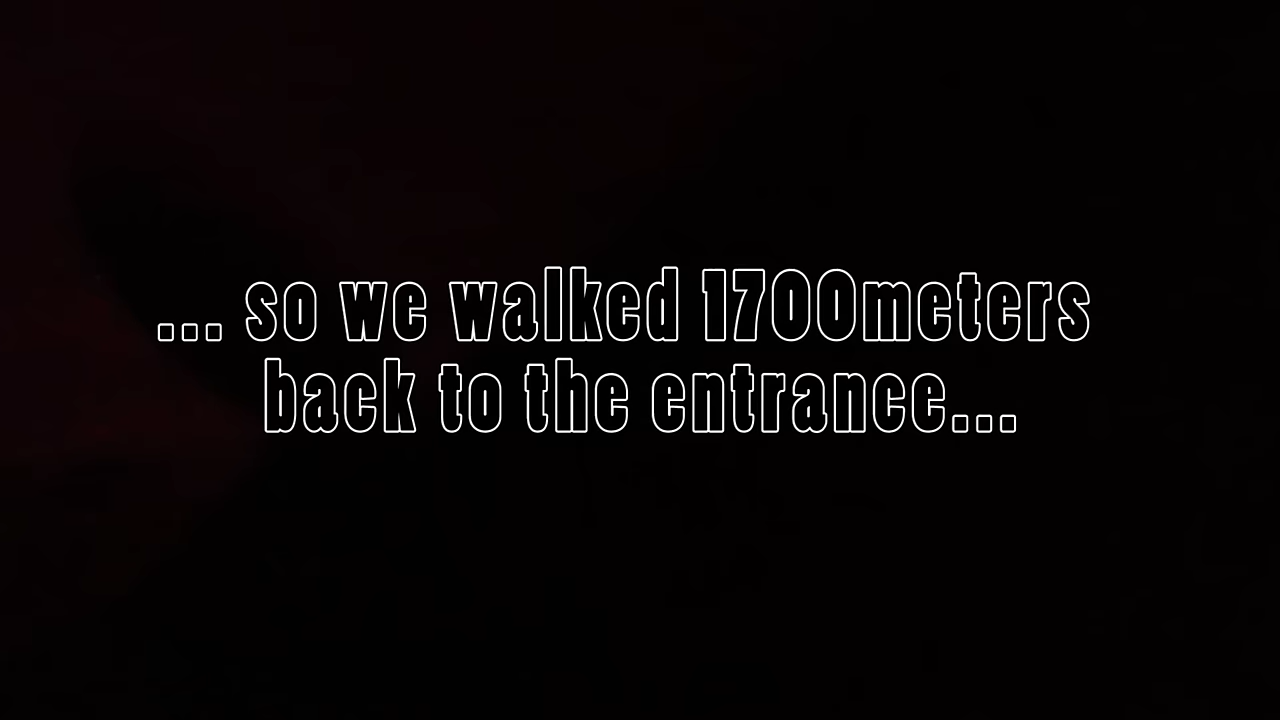 ... so we walked 1700meters
back to the entrance...